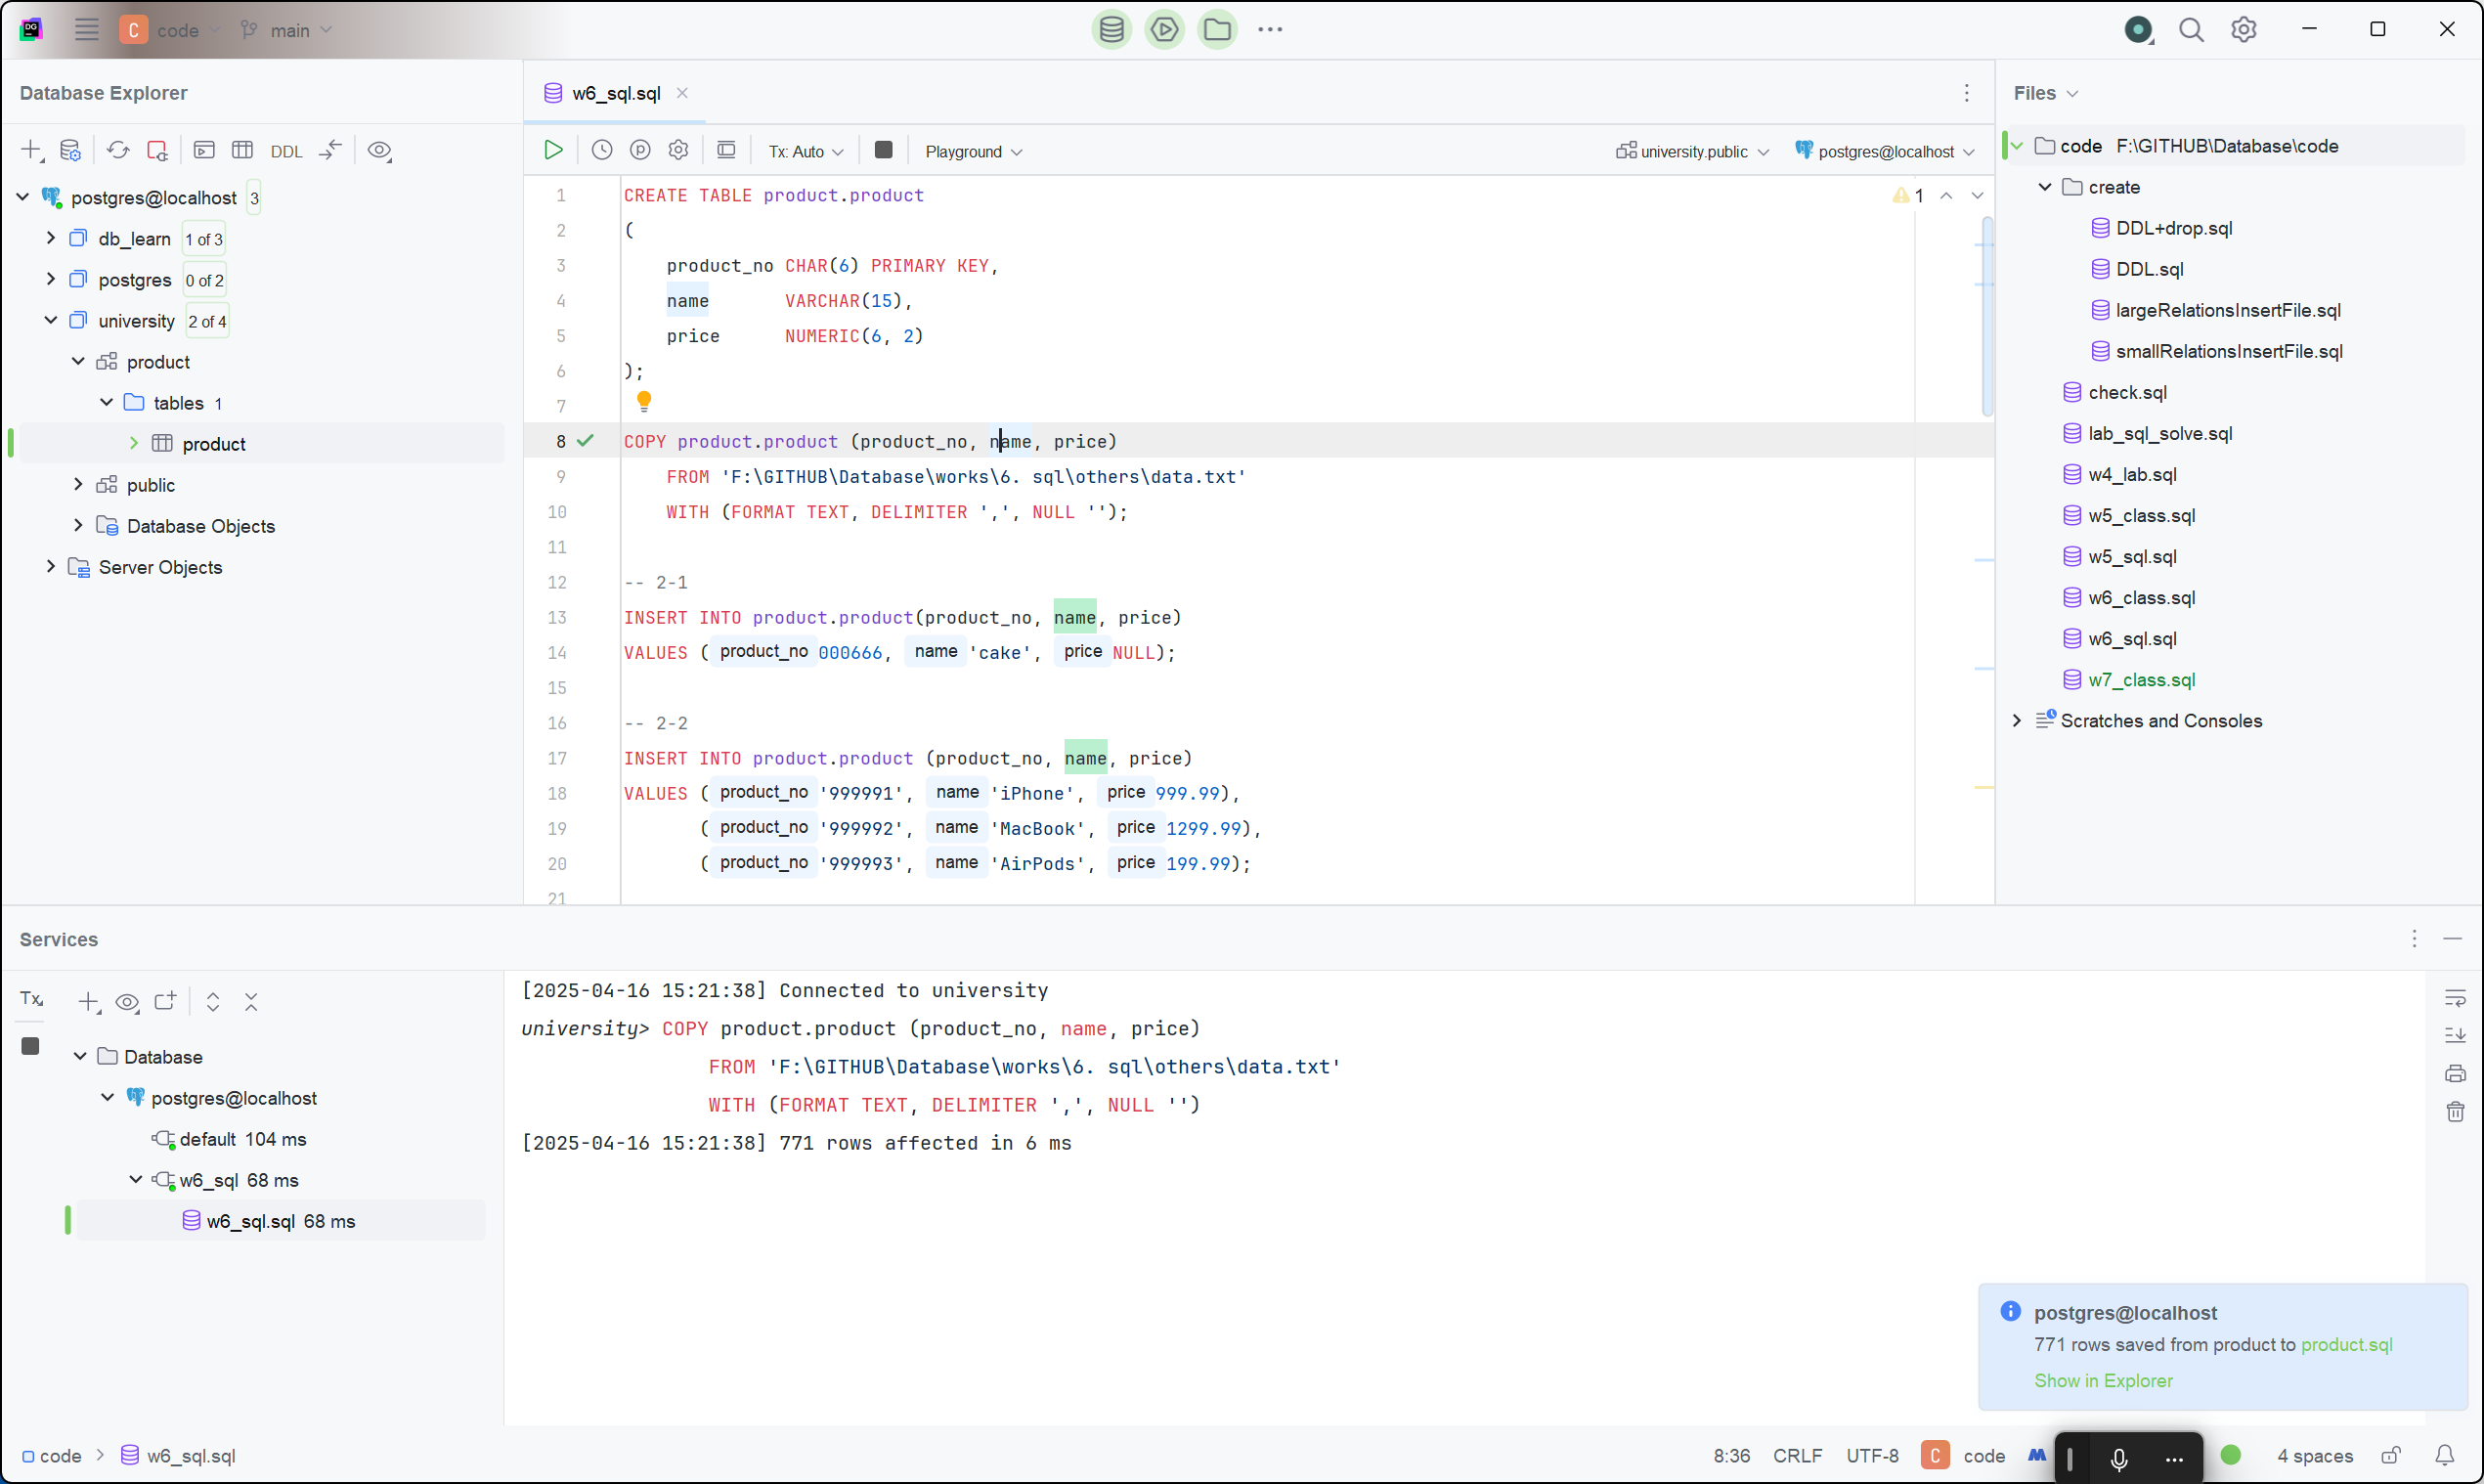 DG C code main
Database Explorer
DDL
postgres@localhost 3
db_learn 1 of 3
postgres 0 of 2
university 2 of 4
product
tables 1
product
public
Database Objects
Server Objects
w6_sql.sql
Tx: Auto Playground university.public postgres@localhost
1 CREATE TABLE product.product 1
2 (
3 product_no CHAR(6) PRIMARY KEY,
4 name VARCHAR(15),
5 price NUMERIC(6, 2)
6 );
7
8 COPY product.product (product_no, name, price)
9 FROM 'F:\GITHUB\Database\works\6. sql\others\data.txt'
10 WITH (FORMAT TEXT, DELIMITER ',', NULL '');
11
12 -- 2-1
13 INSERT INTO product.product(product_no, name, price)
14 VALUES ( product_no 000666, name 'cake', price NULL);
15
16 -- 2-2
17 INSERT INTO product.product (product_no, name, price)
18 VALUES ( product_no '999991', name 'iPhone', price 999.99),
19 ( product_no '999992', name 'MacBook', price 1299.99),
20 ( product_no '999993', name 'AirPods', price 199.99);
21
Files
code F:\GITHUB\Database\code
create
DDL+drop.sql
DDL.sql
largeRelationsInsertFile.sql
smallRelationsInsertFile.sql
check.sql
lab_sql_solve.sql
w4_lab.sql
w5_class.sql
w5_sql.sql
w6_class.sql
w6_sql.sql
w7_class.sql
Scratches and Consoles
Services
Tx
Database
postgres@localhost
default 104 ms
w6_sql 68 ms
w6_sql.sql 68 ms
[2025-04-16 15:21:38] Connected to university
university> COPY product.product (product_no, name, price)
FROM 'F:\GITHUB\Database\works\6. sql\others\data.txt'
WITH (FORMAT TEXT, DELIMITER ',', NULL '')
[2025-04-16 15:21:38] 771 rows affected in 6 ms
postgres@localhost
771 rows saved from product to product.sql
Show in Explorer
code > w6_sql.sql
8:36 CRLF UTF-8 C code 4 spaces